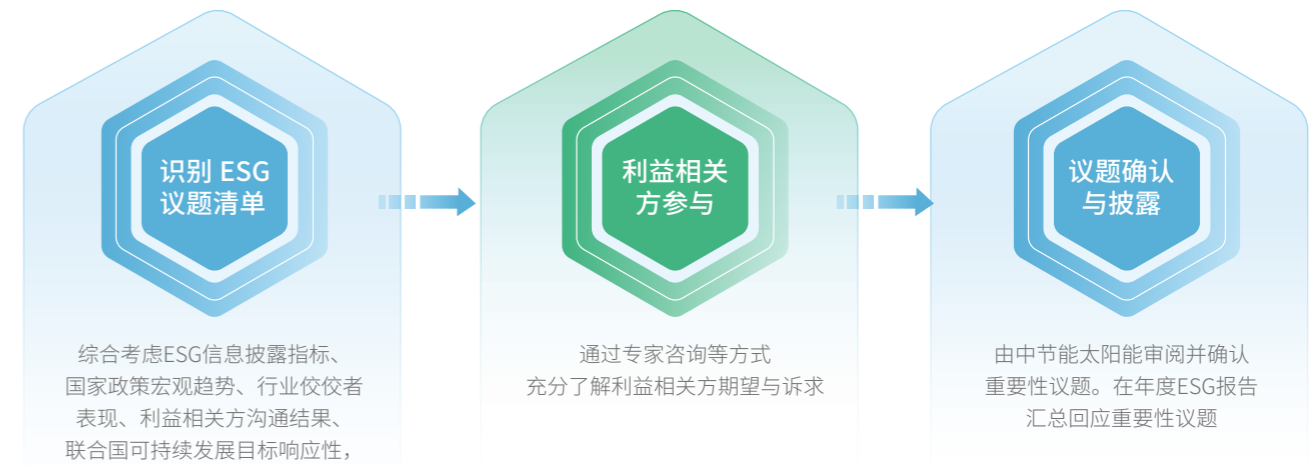 识别 ESG
议题清单
综合考虑ESG信息披露指标、
国家政策宏观趋势、行业佼佼者
表现、利益相关方沟通结果、
联合国可持续发展目标响应性，
利益相关
方参与
通过专家咨询等方式
充分了解利益相关方期望与诉求
议题确认
与披露
由中节能太阳能审阅并确认
重要性议题。在年度ESG报告
汇总回应重要性议题